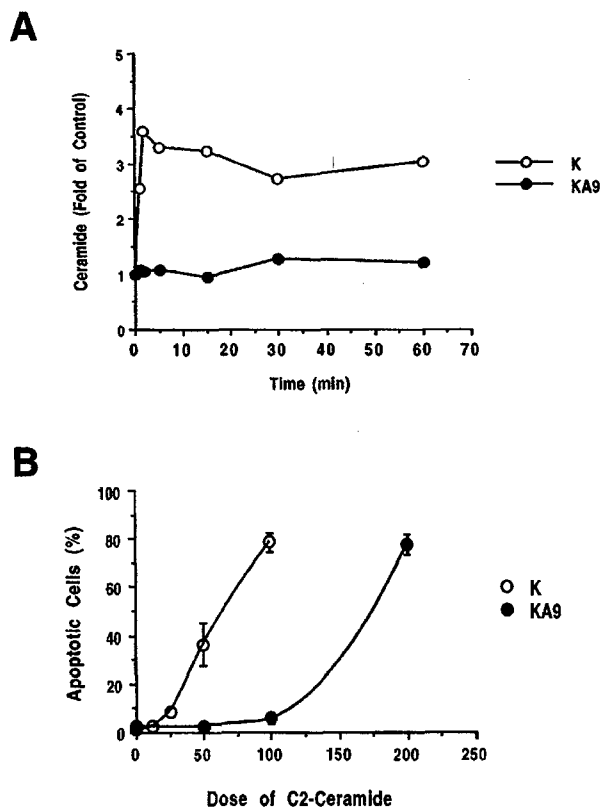 A
Ceramide (Fold of Control)
5
4
3
2
1
0
0 10 20 30 40 50 60 70
Time (min)
K
KA9
B
Apoptotic Cells (%)
100
80
60
40
20
0
0 50 100 150 200 250
Dose of C2-Ceramide
K
KA9